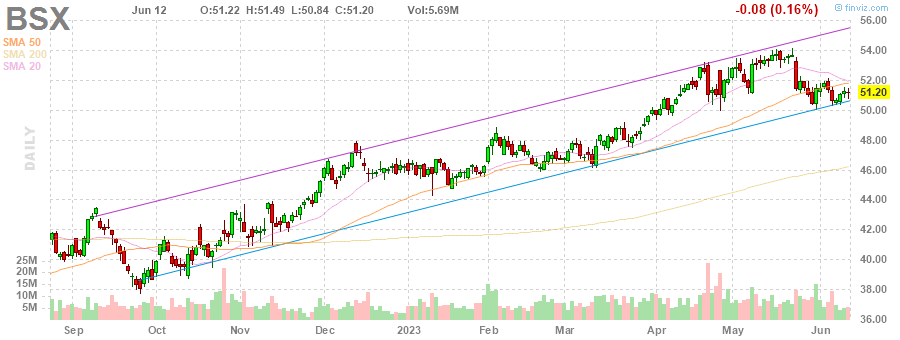 BSX Jun 12 O:51.22 H:51.49 L:50.84 C:51.20 Vol:5.69M -0.08 (0.16%)
© finviz.com
SMA 50
SMA 200
SMA 20
DAILY
56.00
54.00
52.00
51.20
50.00
48.00
46.00
44.00
42.00
40.00
38.00
36.00
25M
20M
15M
10M
5M
Sep Oct Nov Dec 2023 Feb Mar Apr May Jun